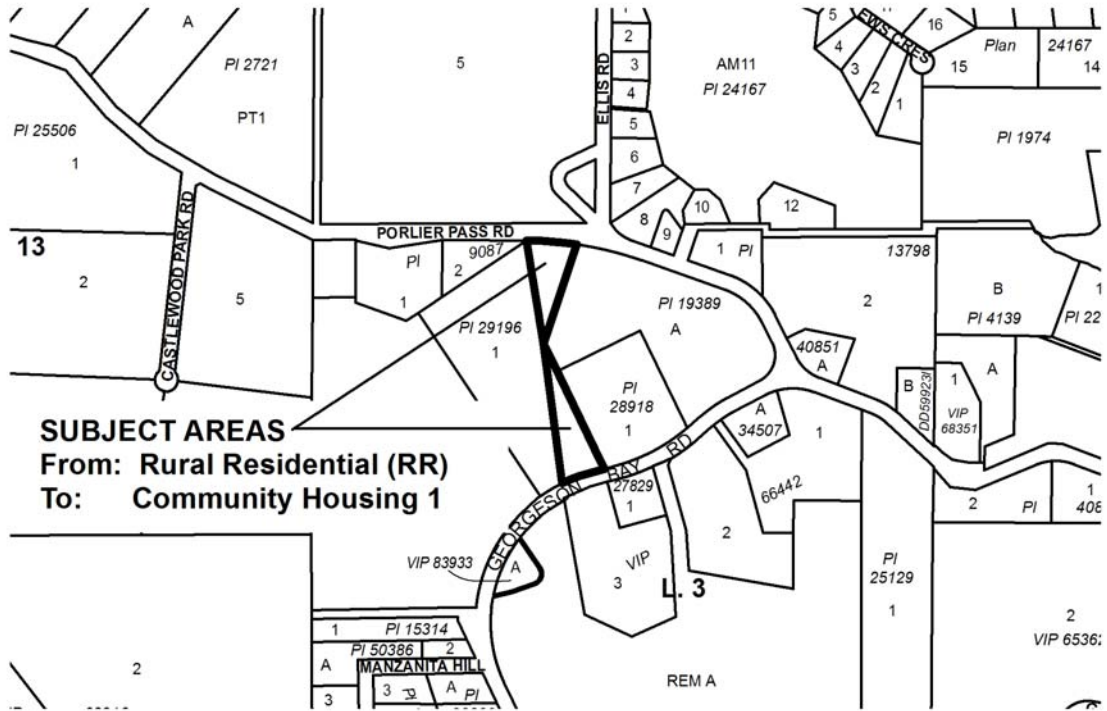 A
PI 2721
PT1
PI 25506
1
5
ELLIS RD
1
2
3
4
5
6
7
8
9
10
12
AM11
PI 24167
5
4
3
2
1
EWS CRES
16
Plan 24167
15
14
PI 1974
13
2
CASTLEWOOD PARK RD
5
PORLIER PASS RD
PI
1
9087
2
PI 29196
1
PI 19389
A
1 PI
13798
2
B
PI 4139
1
PI 22
40851
A
PI
28918
1
A
34507
1
66442
2
B
DD59923I
1
VIP
68351
A
SUBJECT AREAS
From: Rural Residential (RR)
To: Community Housing 1
GEORGESON BAY RD
27829
1
VIP
3
L. 3
VIP 83933
A
PI
25129
1
2
PI
1
408
2
VIP 65362
1
PI 15314
PI 50386
2
A
MANZANITA HILL
3
3
PI
A
PI
2
REM A